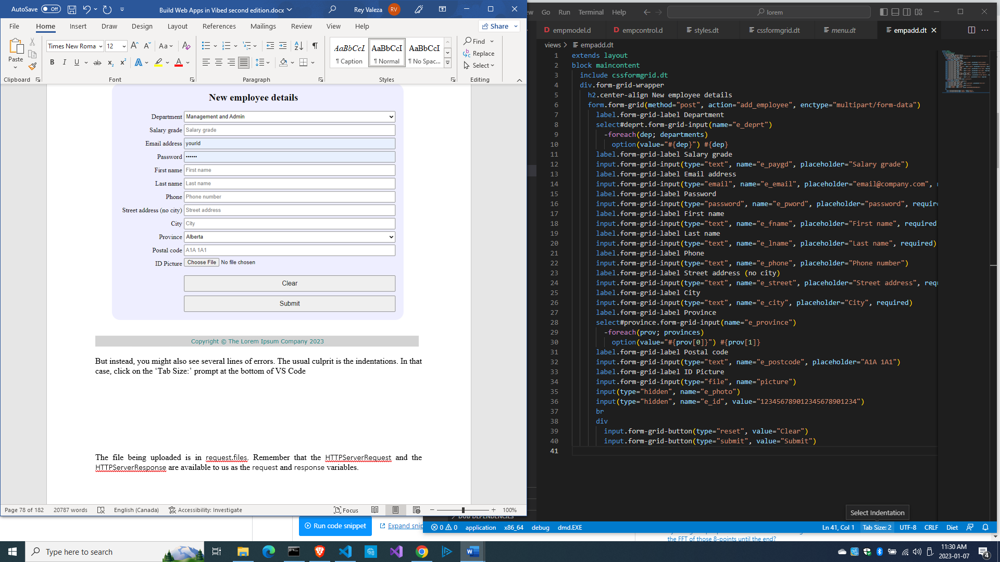 AutoSave Off Build Web Apps in Vibed second edition.docx Rey Valeza RV
File Home Insert Draw Design Layout References Mailings Review View Help Share
Paste Times New Roma 12 Aa
B I U ab x₂ x² A A
AaBbCcL AaBbCcI AaBbCcI
¶ Caption ¶ Normal ¶ No Spac...
Find
Replace
Select
Clipboard Font Paragraph Styles Editing
New employee details
Department Management and Admin
Salary grade Salary grade
Email address yourid
Password ••••••
First name First name
Last name Last name
Phone Phone number
Street address (no city) Street address
City City
Province Alberta
Postal code A1A 1A1
ID Picture Choose File No file chosen
Clear
Submit
Copyright © The Lorem Ipsum Company 2023
But instead, you might also see several lines of errors. The usual culprit is the indentations. In that
case, click on the ‘Tab Size:’ prompt at the bottom of VS Code
The file being uploaded is in request.files. Remember that the HTTPServerRequest and the
HTTPServerResponse are available to us as the request and response variables.
Page 78 of 182 20787 words English (Canada) Accessibility: Investigate Focus 100%
Run code snippet Expand snip
ew Go Run Terminal Help lorem
empmodel.d empcontrol.d styles.dt cssformgrid.dt menu.dt empadd.dt
views empadd.dt
1 extends layout
2 block maincontent
3 include cssformgrid.dt
4 div.form-grid-wrapper
5 h2.center-align New employee details
6 form.form-grid(method="post", action="add_employee", enctype="multipart/form-data")
7 label.form-grid-label Department
8 select#deprt.form-grid-input(name="e_deprt")
9 -foreach(dep; departments)
10 option(value="#{dep}") #{dep}
11 label.form-grid-label Salary grade
12 input.form-grid-input(type="text", name="e_paygd", placeholder="Salary grade")
13 label.form-grid-label Email address
14 input.form-grid-input(type="email", name="e_email", placeholder="email@company.com",
15 label.form-grid-label Password
16 input.form-grid-input(type="password", name="e_pword", placeholder="password", require
17 label.form-grid-label First name
18 input.form-grid-input(type="text", name="e_fname", placeholder="First name", required
19 label.form-grid-label Last name
20 input.form-grid-input(type="text", name="e_lname", placeholder="Last name", required)
21 label.form-grid-label Phone
22 input.form-grid-input(type="text", name="e_phone", placeholder="Phone number")
23 label.form-grid-label Street address (no city)
24 input.form-grid-input(type="text", name="e_street", placeholder="Street address", requ
25 label.form-grid-label City
26 input.form-grid-input(type="text", name="e_city", placeholder="City", required)
27 label.form-grid-label Province
28 select#province.form-grid-input(name="e_province")
29 -foreach(prov; provinces)
30 option(value="#{prov[0]}") #{prov[1]}
31 label.form-grid-label Postal code
32 input.form-grid-input(type="text", name="e_postcode", placeholder="A1A 1A1")
33 label.form-grid-label ID Picture
34 input.form-grid-input(type="file", name="picture")
35 input(type="hidden", name="e_photo")
36 input(type="hidden", name="e_id", value="123456789012345678901234")
37 br
38 div
39 input.form-grid-button(type="reset", value="Clear")
40 input.form-grid-button(type="submit", value="Submit")
41
Select Indentation
DUB DEPENDENCIES
0 0 application x86_64 debug dmd.EXE Ln 41, Col 1 Tab Size: 2 UTF-8 CRLF Diet
the FFT of those 8-points until the end?
Type here to search
11:30 AM
2023-01-07
4